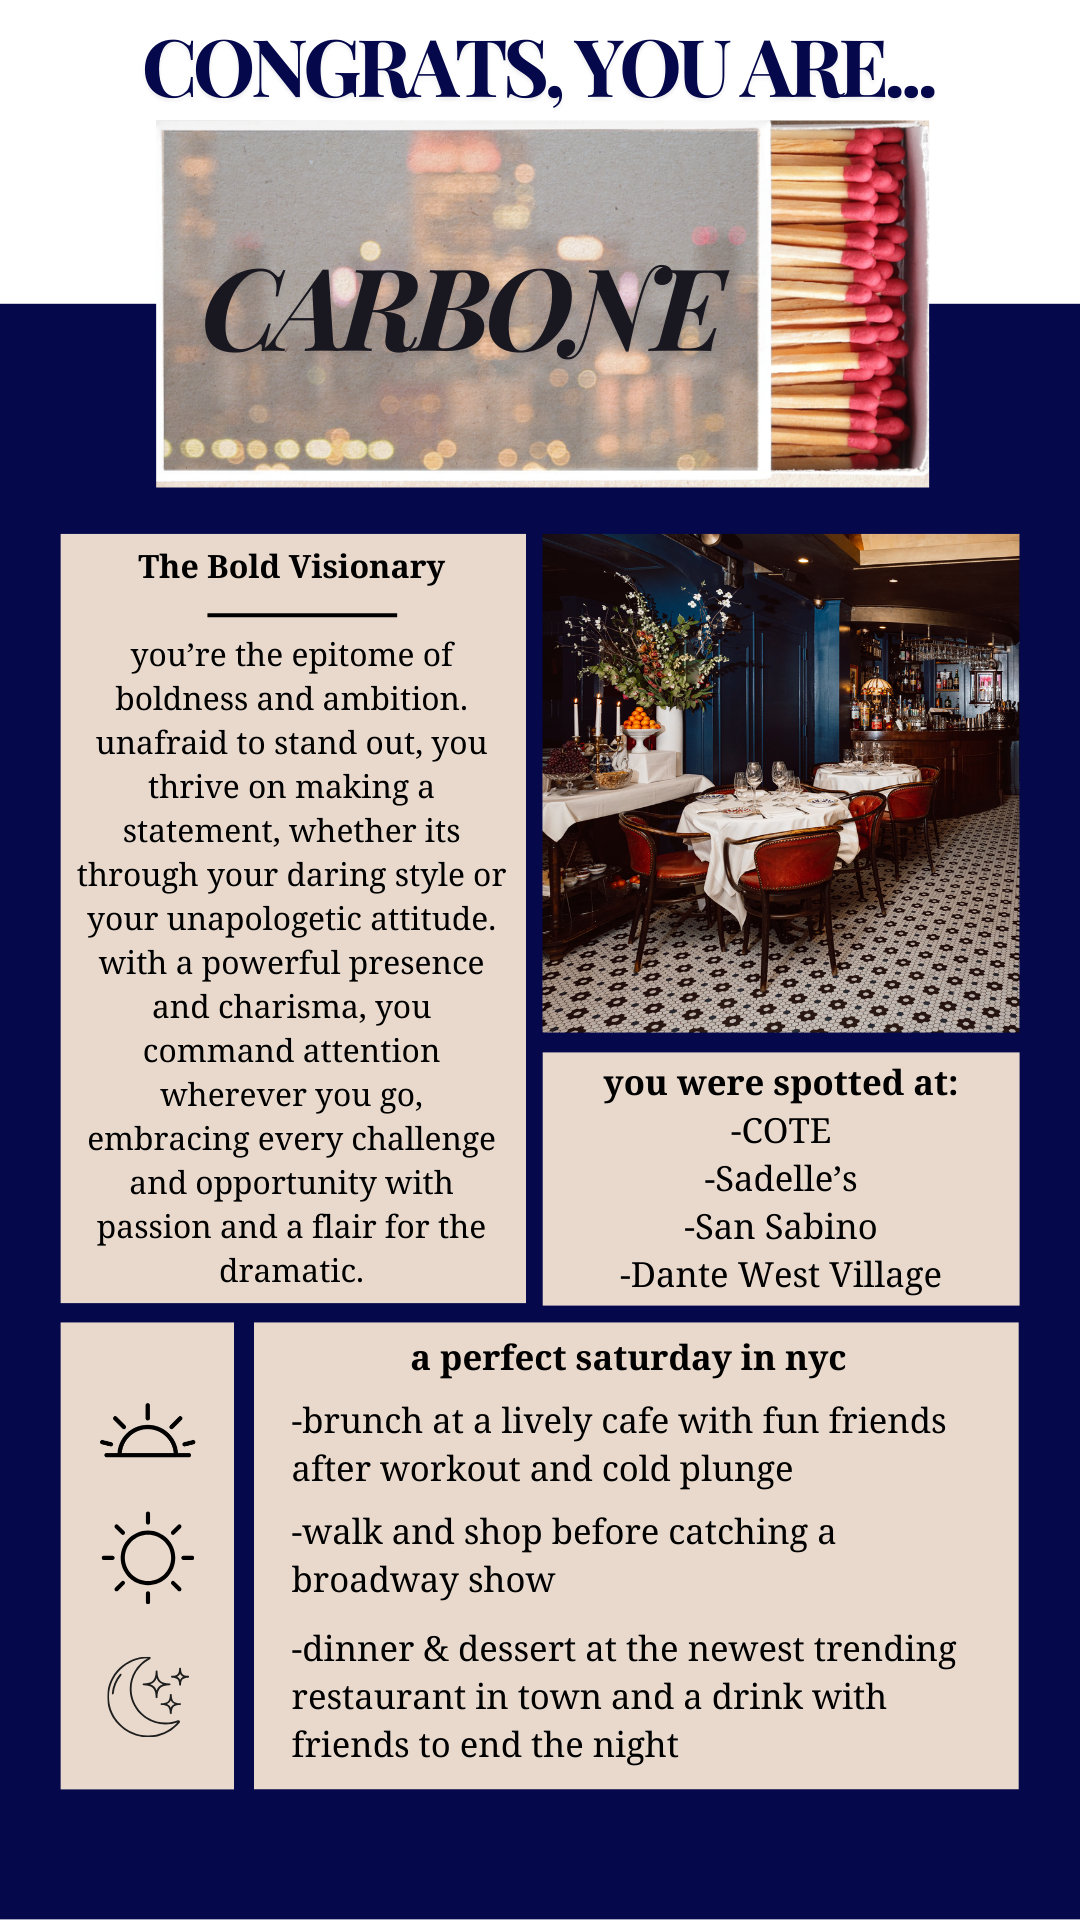 CONGRATS, YOU ARE...
CARBONE
The Bold Visionary
you’re the epitome of
boldness and ambition.
unafraid to stand out, you
thrive on making a
statement, whether its
through your daring style or
your unapologetic attitude.
with a powerful presence
and charisma, you
command attention
wherever you go,
embracing every challenge
and opportunity with
passion and a flair for the
dramatic.
you were spotted at:
-COTE
-Sadelle’s
-San Sabino
-Dante West Village
a perfect saturday in nyc
-brunch at a lively cafe with fun friends
after workout and cold plunge
-walk and shop before catching a
broadway show
-dinner & dessert at the newest trending
restaurant in town and a drink with
friends to end the night